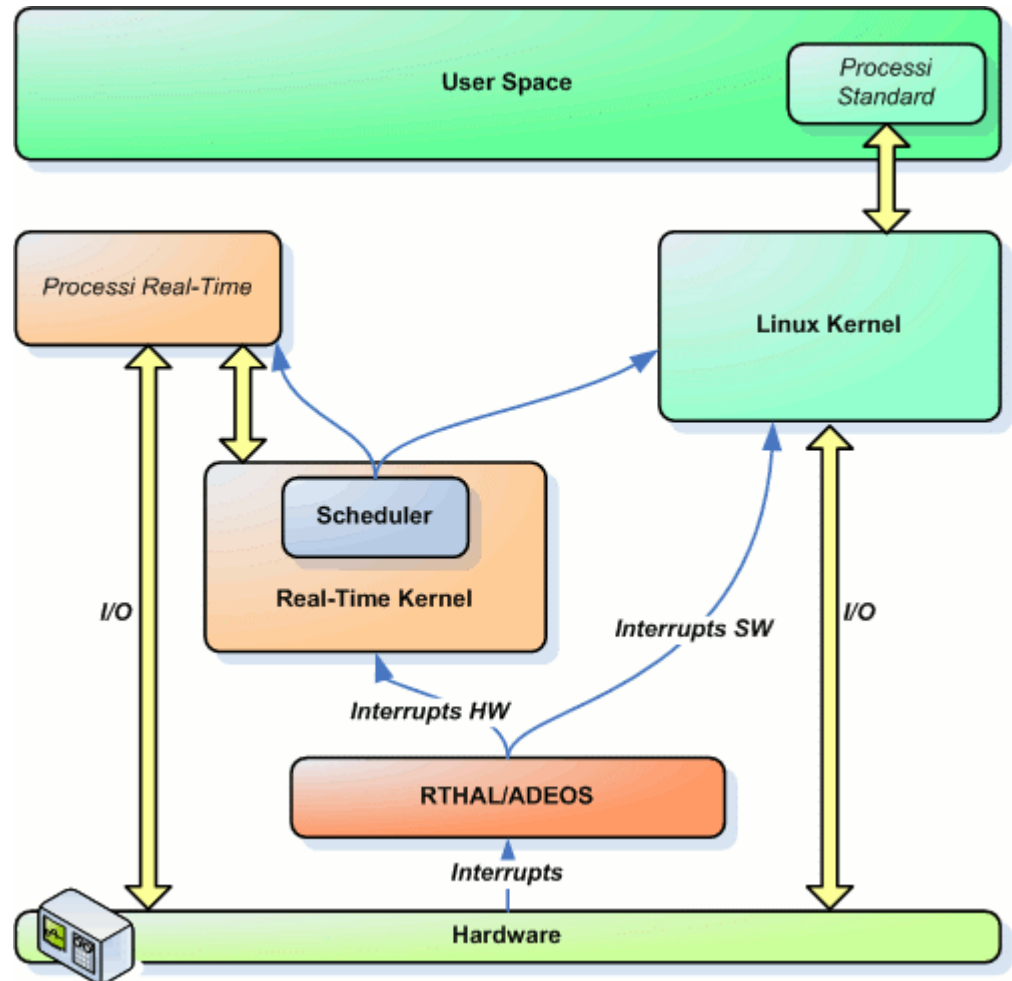 User Space
Processi
Standard
Processi Real-Time
Linux Kernel
Scheduler
Real-Time Kernel
I/O
Interrupts SW
I/O
Interrupts HW
RTHAL/ADEOS
Interrupts
Hardware